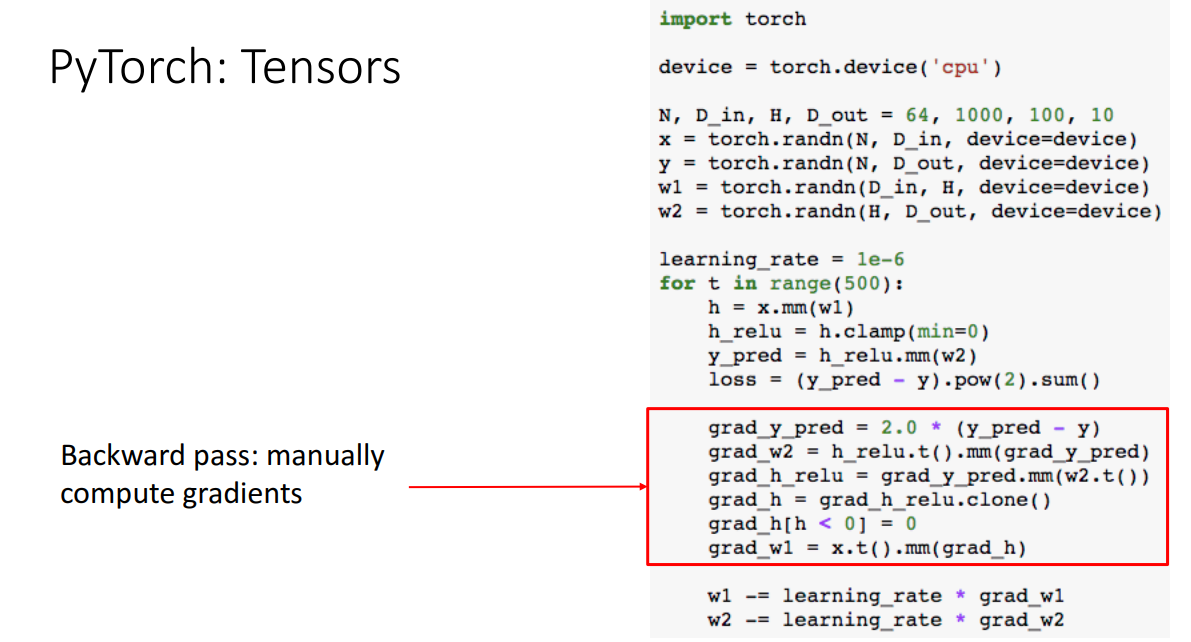 PyTorch: Tensors
import torch
device = torch.device('cpu')
N, D_in, H, D_out = 64, 1000, 100, 10
x = torch.randn(N, D_in, device=device)
y = torch.randn(N, D_out, device=device)
w1 = torch.randn(D_in, H, device=device)
w2 = torch.randn(H, D_out, device=device)
learning_rate = 1e-6
for t in range(500):
    h = x.mm(w1)
    h_relu = h.clamp(min=0)
    y_pred = h_relu.mm(w2)
    loss = (y_pred - y).pow(2).sum()
Backward pass: manually
compute gradients
    grad_y_pred = 2.0 * (y_pred - y)
    grad_w2 = h_relu.t().mm(grad_y_pred)
    grad_h_relu = grad_y_pred.mm(w2.t())
    grad_h = grad_h_relu.clone()
    grad_h[h < 0] = 0
    grad_w1 = x.t().mm(grad_h)
    w1 -= learning_rate * grad_w1
    w2 -= learning_rate * grad_w2